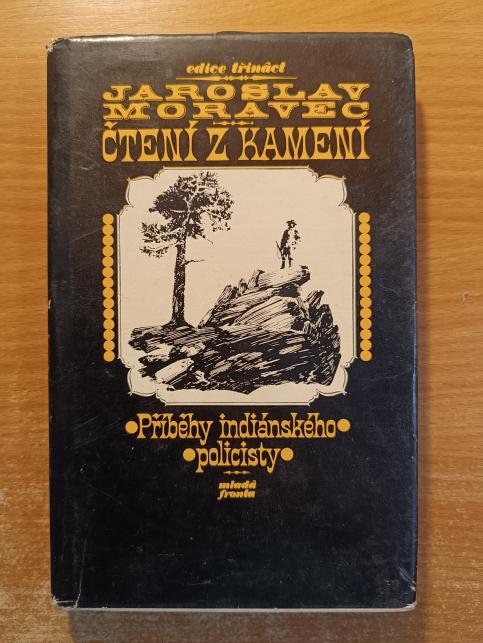 edice třináct
JAROSLAV
MORAVEC
ČTENÍ Z KAMENÍ
Příběhy indiánského
policisty
mladá
fronta